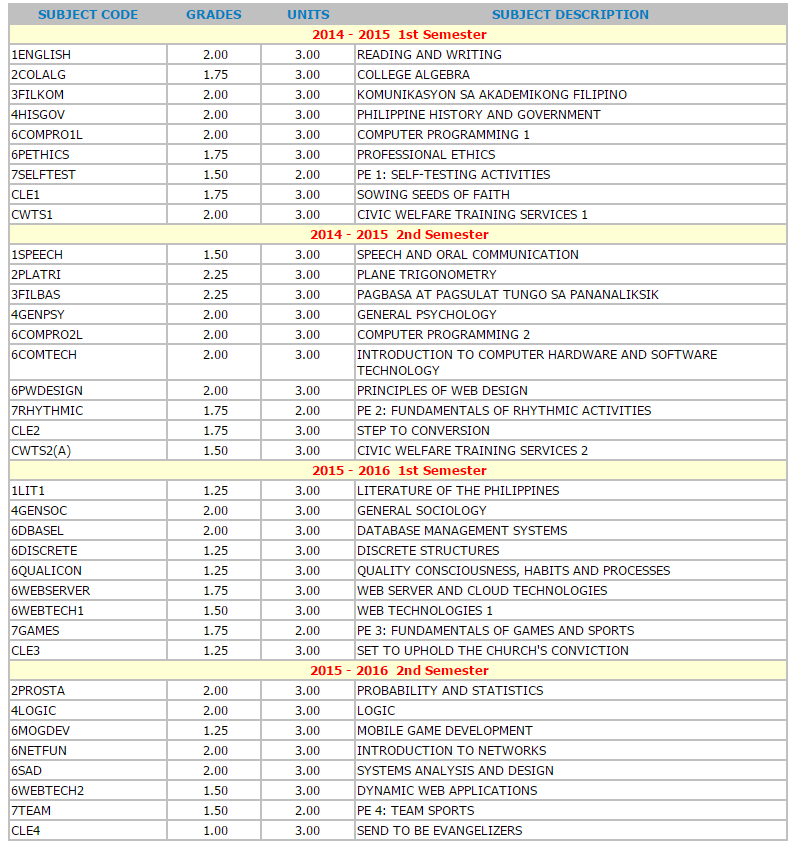 SUBJECT CODE GRADES UNITS SUBJECT DESCRIPTION
2014 - 2015 1st Semester
1ENGLISH 2.00 3.00 READING AND WRITING
2COLALG 1.75 3.00 COLLEGE ALGEBRA
3FILKOM 2.00 3.00 KOMUNIKASYON SA AKADEMIKONG FILIPINO
4HISGOV 2.00 3.00 PHILIPPINE HISTORY AND GOVERNMENT
6COMPRO1L 2.00 3.00 COMPUTER PROGRAMMING 1
6PETHICS 1.75 3.00 PROFESSIONAL ETHICS
7SELFTEST 1.50 2.00 PE 1: SELF-TESTING ACTIVITIES
CLE1 1.75 3.00 SOWING SEEDS OF FAITH
CWTS1 2.00 3.00 CIVIC WELFARE TRAINING SERVICES 1
2014 - 2015 2nd Semester
1SPEECH 1.50 3.00 SPEECH AND ORAL COMMUNICATION
2PLATRI 2.25 3.00 PLANE TRIGONOMETRY
3FILBAS 2.25 3.00 PAGBASA AT PAGSULAT TUNGO SA PANANALIKSIK
4GENPSY 2.00 3.00 GENERAL PSYCHOLOGY
6COMPRO2L 2.00 3.00 COMPUTER PROGRAMMING 2
6COMTECH 2.00 3.00 INTRODUCTION TO COMPUTER HARDWARE AND SOFTWARE
TECHNOLOGY
6PWDESIGN 2.00 3.00 PRINCIPLES OF WEB DESIGN
7RHYTHMIC 1.75 2.00 PE 2: FUNDAMENTALS OF RHYTHMIC ACTIVITIES
CLE2 1.75 3.00 STEP TO CONVERSION
CWTS2(A) 1.50 3.00 CIVIC WELFARE TRAINING SERVICES 2
2015 - 2016 1st Semester
1LIT1 1.25 3.00 LITERATURE OF THE PHILIPPINES
4GENSOC 2.00 3.00 GENERAL SOCIOLOGY
6DBASEL 2.00 3.00 DATABASE MANAGEMENT SYSTEMS
6DISCRETE 1.25 3.00 DISCRETE STRUCTURES
6QUALICON 1.25 3.00 QUALITY CONSCIOUSNESS, HABITS AND PROCESSES
6WEBSERVER 1.75 3.00 WEB SERVER AND CLOUD TECHNOLOGIES
6WEBTECH1 1.50 3.00 WEB TECHNOLOGIES 1
7GAMES 1.75 2.00 PE 3: FUNDAMENTALS OF GAMES AND SPORTS
CLE3 1.25 3.00 SET TO UPHOLD THE CHURCH'S CONVICTION
2015 - 2016 2nd Semester
2PROSTA 2.00 3.00 PROBABILITY AND STATISTICS
4LOGIC 2.00 3.00 LOGIC
6MOGDEV 1.25 3.00 MOBILE GAME DEVELOPMENT
6NETFUN 2.00 3.00 INTRODUCTION TO NETWORKS
6SAD 2.00 3.00 SYSTEMS ANALYSIS AND DESIGN
6WEBTECH2 1.50 3.00 DYNAMIC WEB APPLICATIONS
7TEAM 1.50 2.00 PE 4: TEAM SPORTS
CLE4 1.00 3.00 SEND TO BE EVANGELIZERS